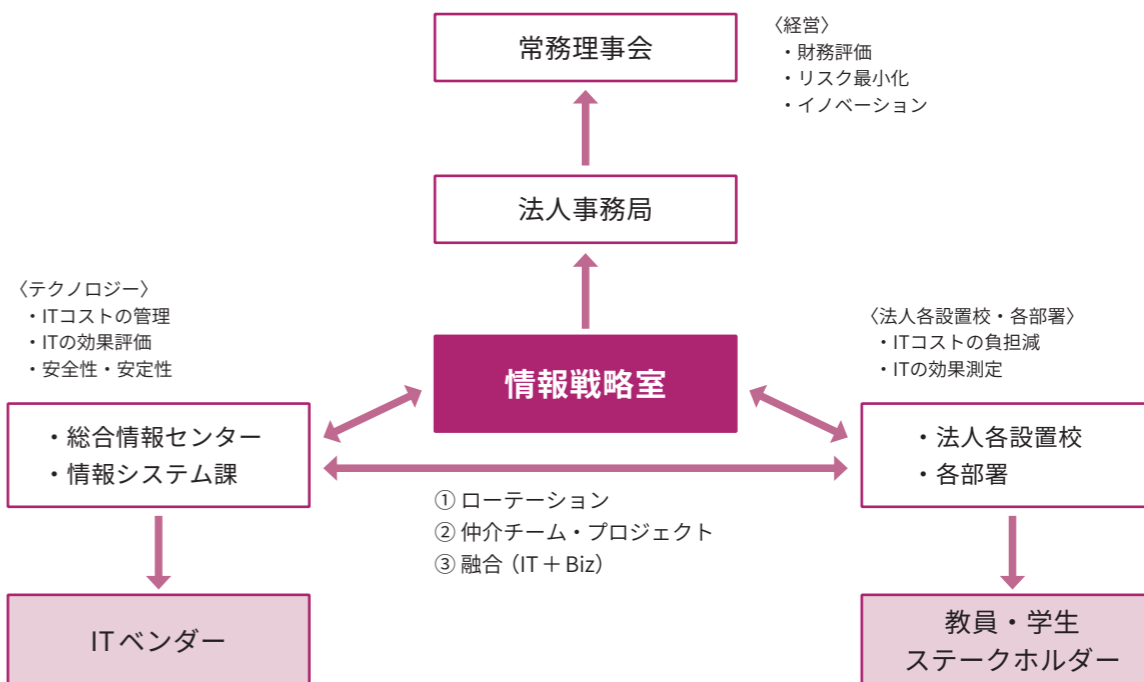 常務理事会
〈経営〉
・財務評価
・リスク最小化
・イノベーション
法人事務局
〈テクノロジー〉
・ITコストの管理
・ITの効果評価
・安全性・安定性
〈法人各設置校・各部署〉
・ITコストの負担減
・ITの効果測定
情報戦略室
・総合情報センター
・情報システム課
・法人各設置校
・各部署
① ローテーション
② 仲介チーム・プロジェクト
③ 融合（IT + Biz）
ITベンダー
教員・学生
ステークホルダー